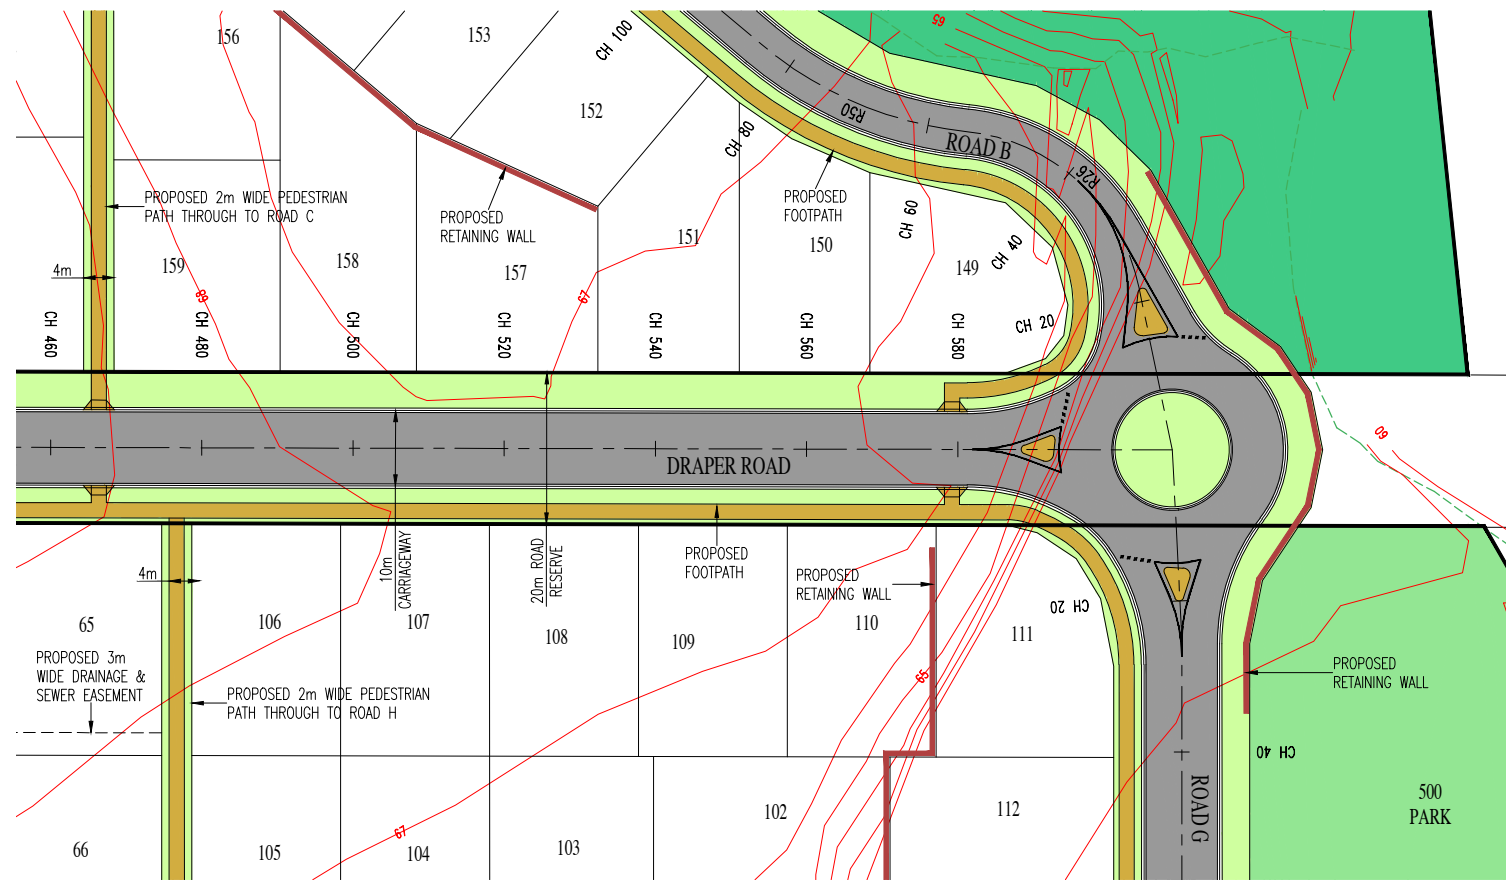 156
153
CH 100
65
152
R50
CH 80
ROAD B
R26
PROPOSED 2m WIDE PEDESTRIAN
PATH THROUGH TO ROAD C
PROPOSED
RETAINING WALL
PROPOSED
FOOTPATH
CH 60
CH 40
151
150
149
159
158
157
4m
68
67
CH 460
CH 480
CH 500
CH 520
CH 540
CH 560
CH 580
CH 20
60
DRAPER ROAD
10m
CARRIAGEWAY
20m ROAD
RESERVE
PROPOSED
FOOTPATH
PROPOSED
RETAINING WALL
4m
CH 20
65
106
107
108
109
110
111
PROPOSED 3m
WIDE DRAINAGE &
SEWER EASEMENT
PROPOSED 2m WIDE PEDESTRIAN
PATH THROUGH TO ROAD H
65
PROPOSED
RETAINING WALL
CH 40
ROAD G
500
PARK
66
105
67
104
103
102
112